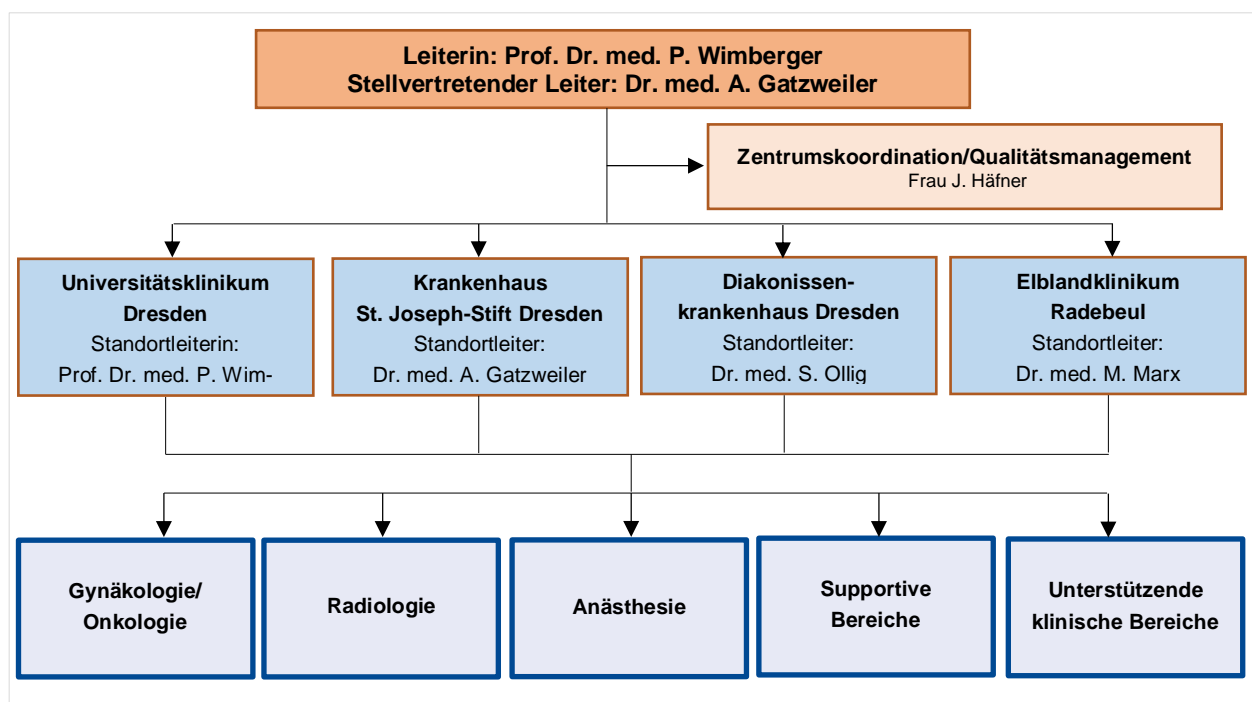 Leiterin: Prof. Dr. med. P. Wimberger
Stellvertretender Leiter: Dr. med. A. Gatzweiler
Zentrumskoordination/Qualitätsmanagement
Frau J. Häfner
Universitätsklinikum
Dresden
Standortleiterin:
Prof. Dr. med. P. Wim-
Krankenhaus
St. Joseph-Stift Dresden
Standortleiter:
Dr. med. A. Gatzweiler
Diakonissen-
krankenhaus Dresden
Standortleiter:
Dr. med. S. Ollig
Elblandklinikum
Radebeul
Standortleiter:
Dr. med. M. Marx
Gynäkologie/
Onkologie
Radiologie
Anästhesie
Supportive
Bereiche
Unterstützende
klinische Bereiche